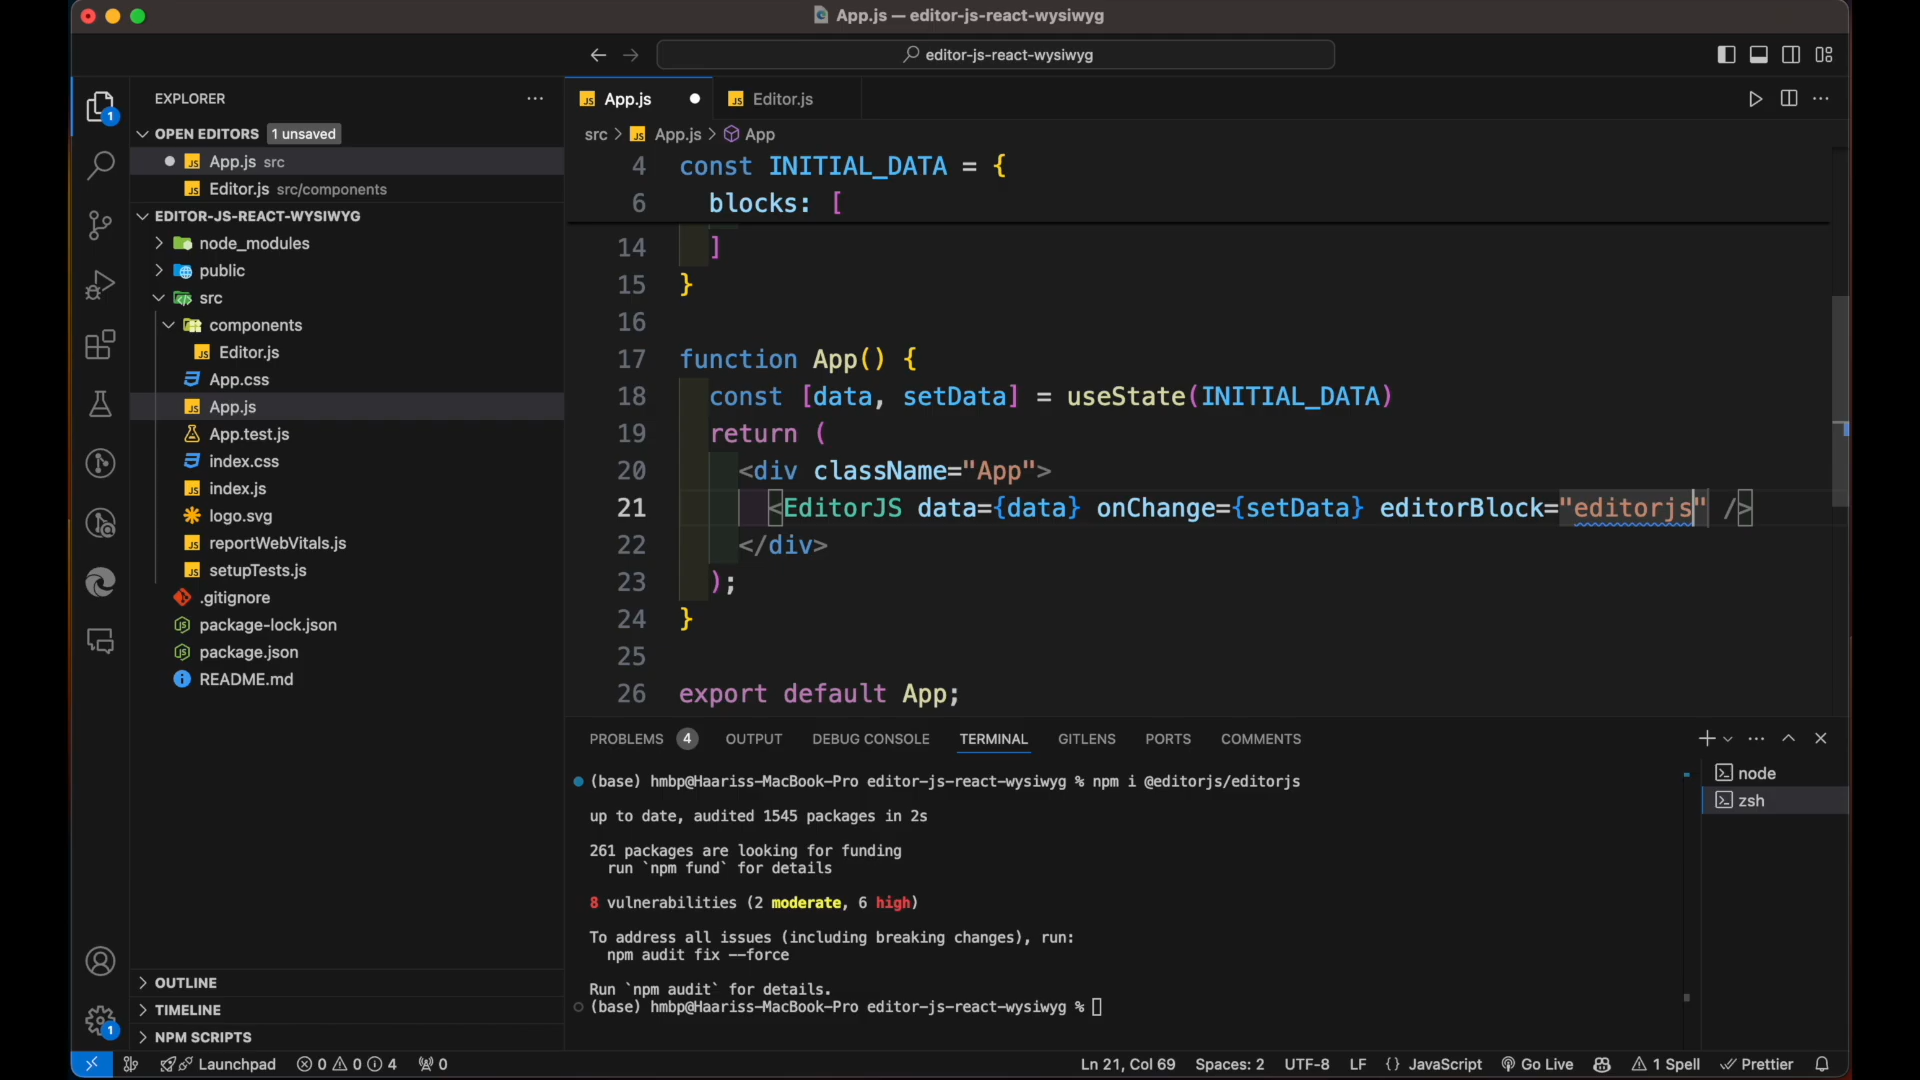 App.js — editor-js-react-wysiwyg
editor-js-react-wysiwyg
EXPLORER
OPEN EDITORS 1 unsaved
App.js src
Editor.js src/components
EDITOR-JS-REACT-WYSIWYG
node_modules
public
src
components
Editor.js
App.css
App.js
App.test.js
index.css
index.js
logo.svg
reportWebVitals.js
setupTests.js
.gitignore
package-lock.json
package.json
README.md
OUTLINE
TIMELINE
NPM SCRIPTS
1
1
JS App.js
JS Editor.js
src > JS App.js > App
4 const INITIAL_DATA = {
6 blocks: [
14 ]
15 }
16
17 function App() {
18 const [data, setData] = useState(INITIAL_DATA)
19 return (
20 <div className="App">
21 <EditorJS data={data} onChange={setData} editorBlock="editorjs" />
22 </div>
23 );
24 }
25
26 export default App;
PROBLEMS 4 OUTPUT DEBUG CONSOLE TERMINAL GITLENS PORTS COMMENTS
(base) hmbp@Haariss-MacBook-Pro editor-js-react-wysiwyg % npm i @editorjs/editorjs
up to date, audited 1545 packages in 2s
261 packages are looking for funding
run `npm fund` for details
8 vulnerabilities (2 moderate, 6 high)
To address all issues (including breaking changes), run:
npm audit fix --force
Run `npm audit` for details.
(base) hmbp@Haariss-MacBook-Pro editor-js-react-wysiwyg %
node
zsh
Launchpad 0 0 4 0
Ln 21, Col 69 Spaces: 2 UTF-8 LF {} JavaScript Go Live 1 Spell Prettier